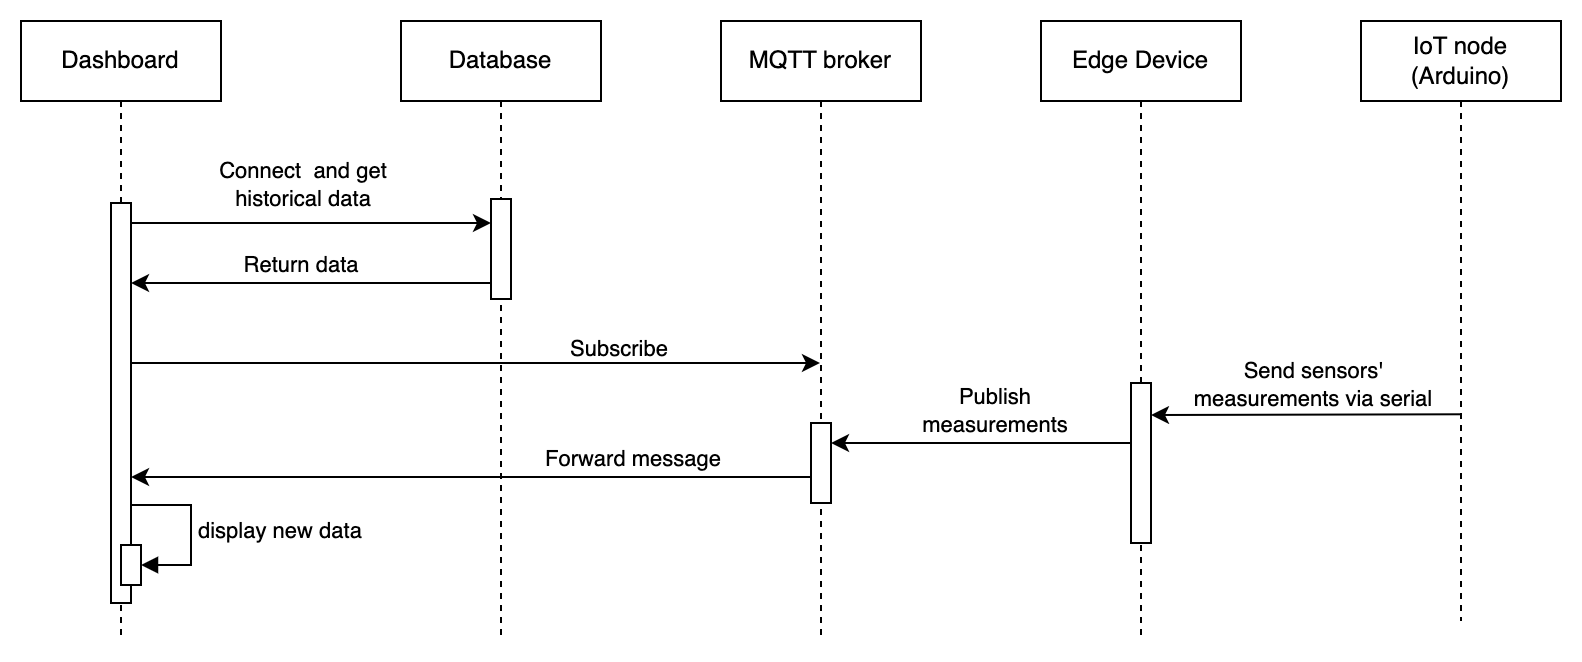 Dashboard
Database
MQTT broker
Edge Device
IoT node
(Arduino)
Connect  and get
historical data
Return data
Subscribe
Send sensors'
measurements via serial
Publish
measurements
Forward message
display new data